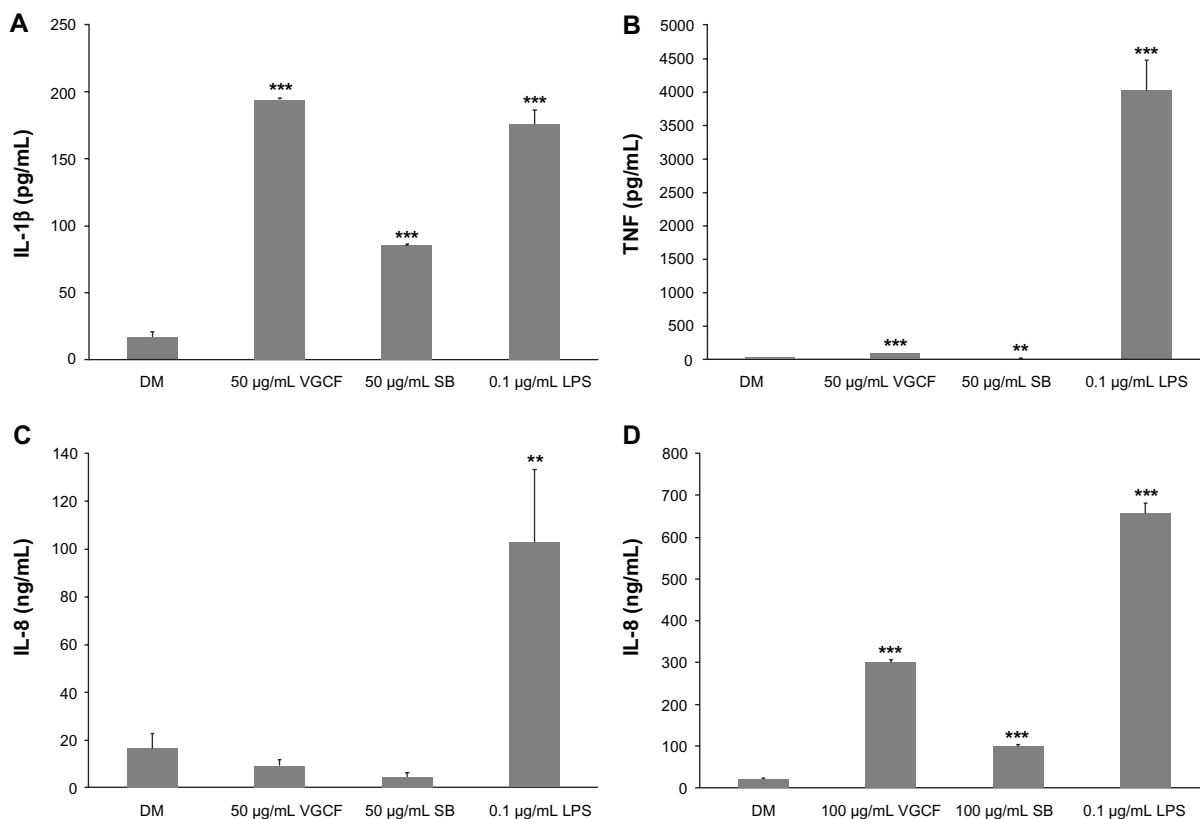 A
250
200
150
100
50
0
IL-1β (pg/mL)
***
***
***
DM
50 µg/mL VGCF
50 µg/mL SB
0.1 µg/mL LPS
B
5000
4500
4000
3500
3000
2500
2000
1500
1000
500
0
TNF (pg/mL)
***
**
***
DM
50 µg/mL VGCF
50 µg/mL SB
0.1 µg/mL LPS
C
140
120
100
80
60
40
20
0
IL-8 (ng/mL)
**
DM
50 µg/mL VGCF
50 µg/mL SB
0.1 µg/mL LPS
D
800
700
600
500
400
300
200
100
0
IL-8 (ng/mL)
***
***
***
DM
100 µg/mL VGCF
100 µg/mL SB
0.1 µg/mL LPS